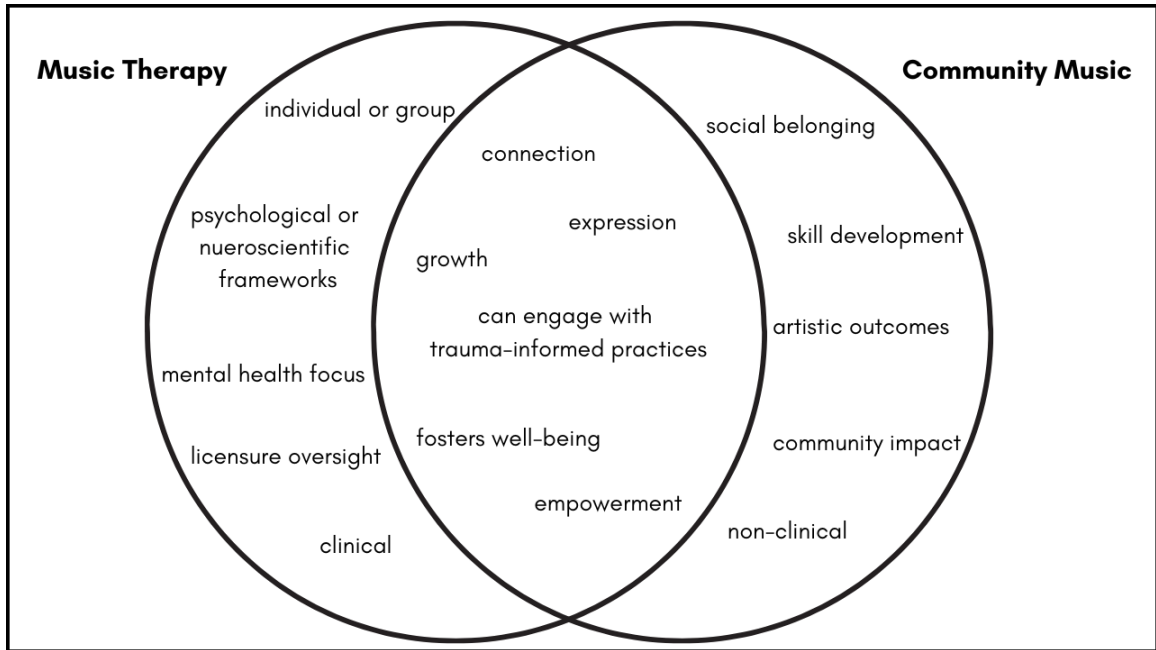 Music Therapy
Community Music
individual or group
psychological or
nueroscientific
frameworks
mental health focus
licensure oversight
clinical
connection
expression
growth
can engage with
trauma-informed practices
fosters well-being
empowerment
social belonging
skill development
artistic outcomes
community impact
non-clinical